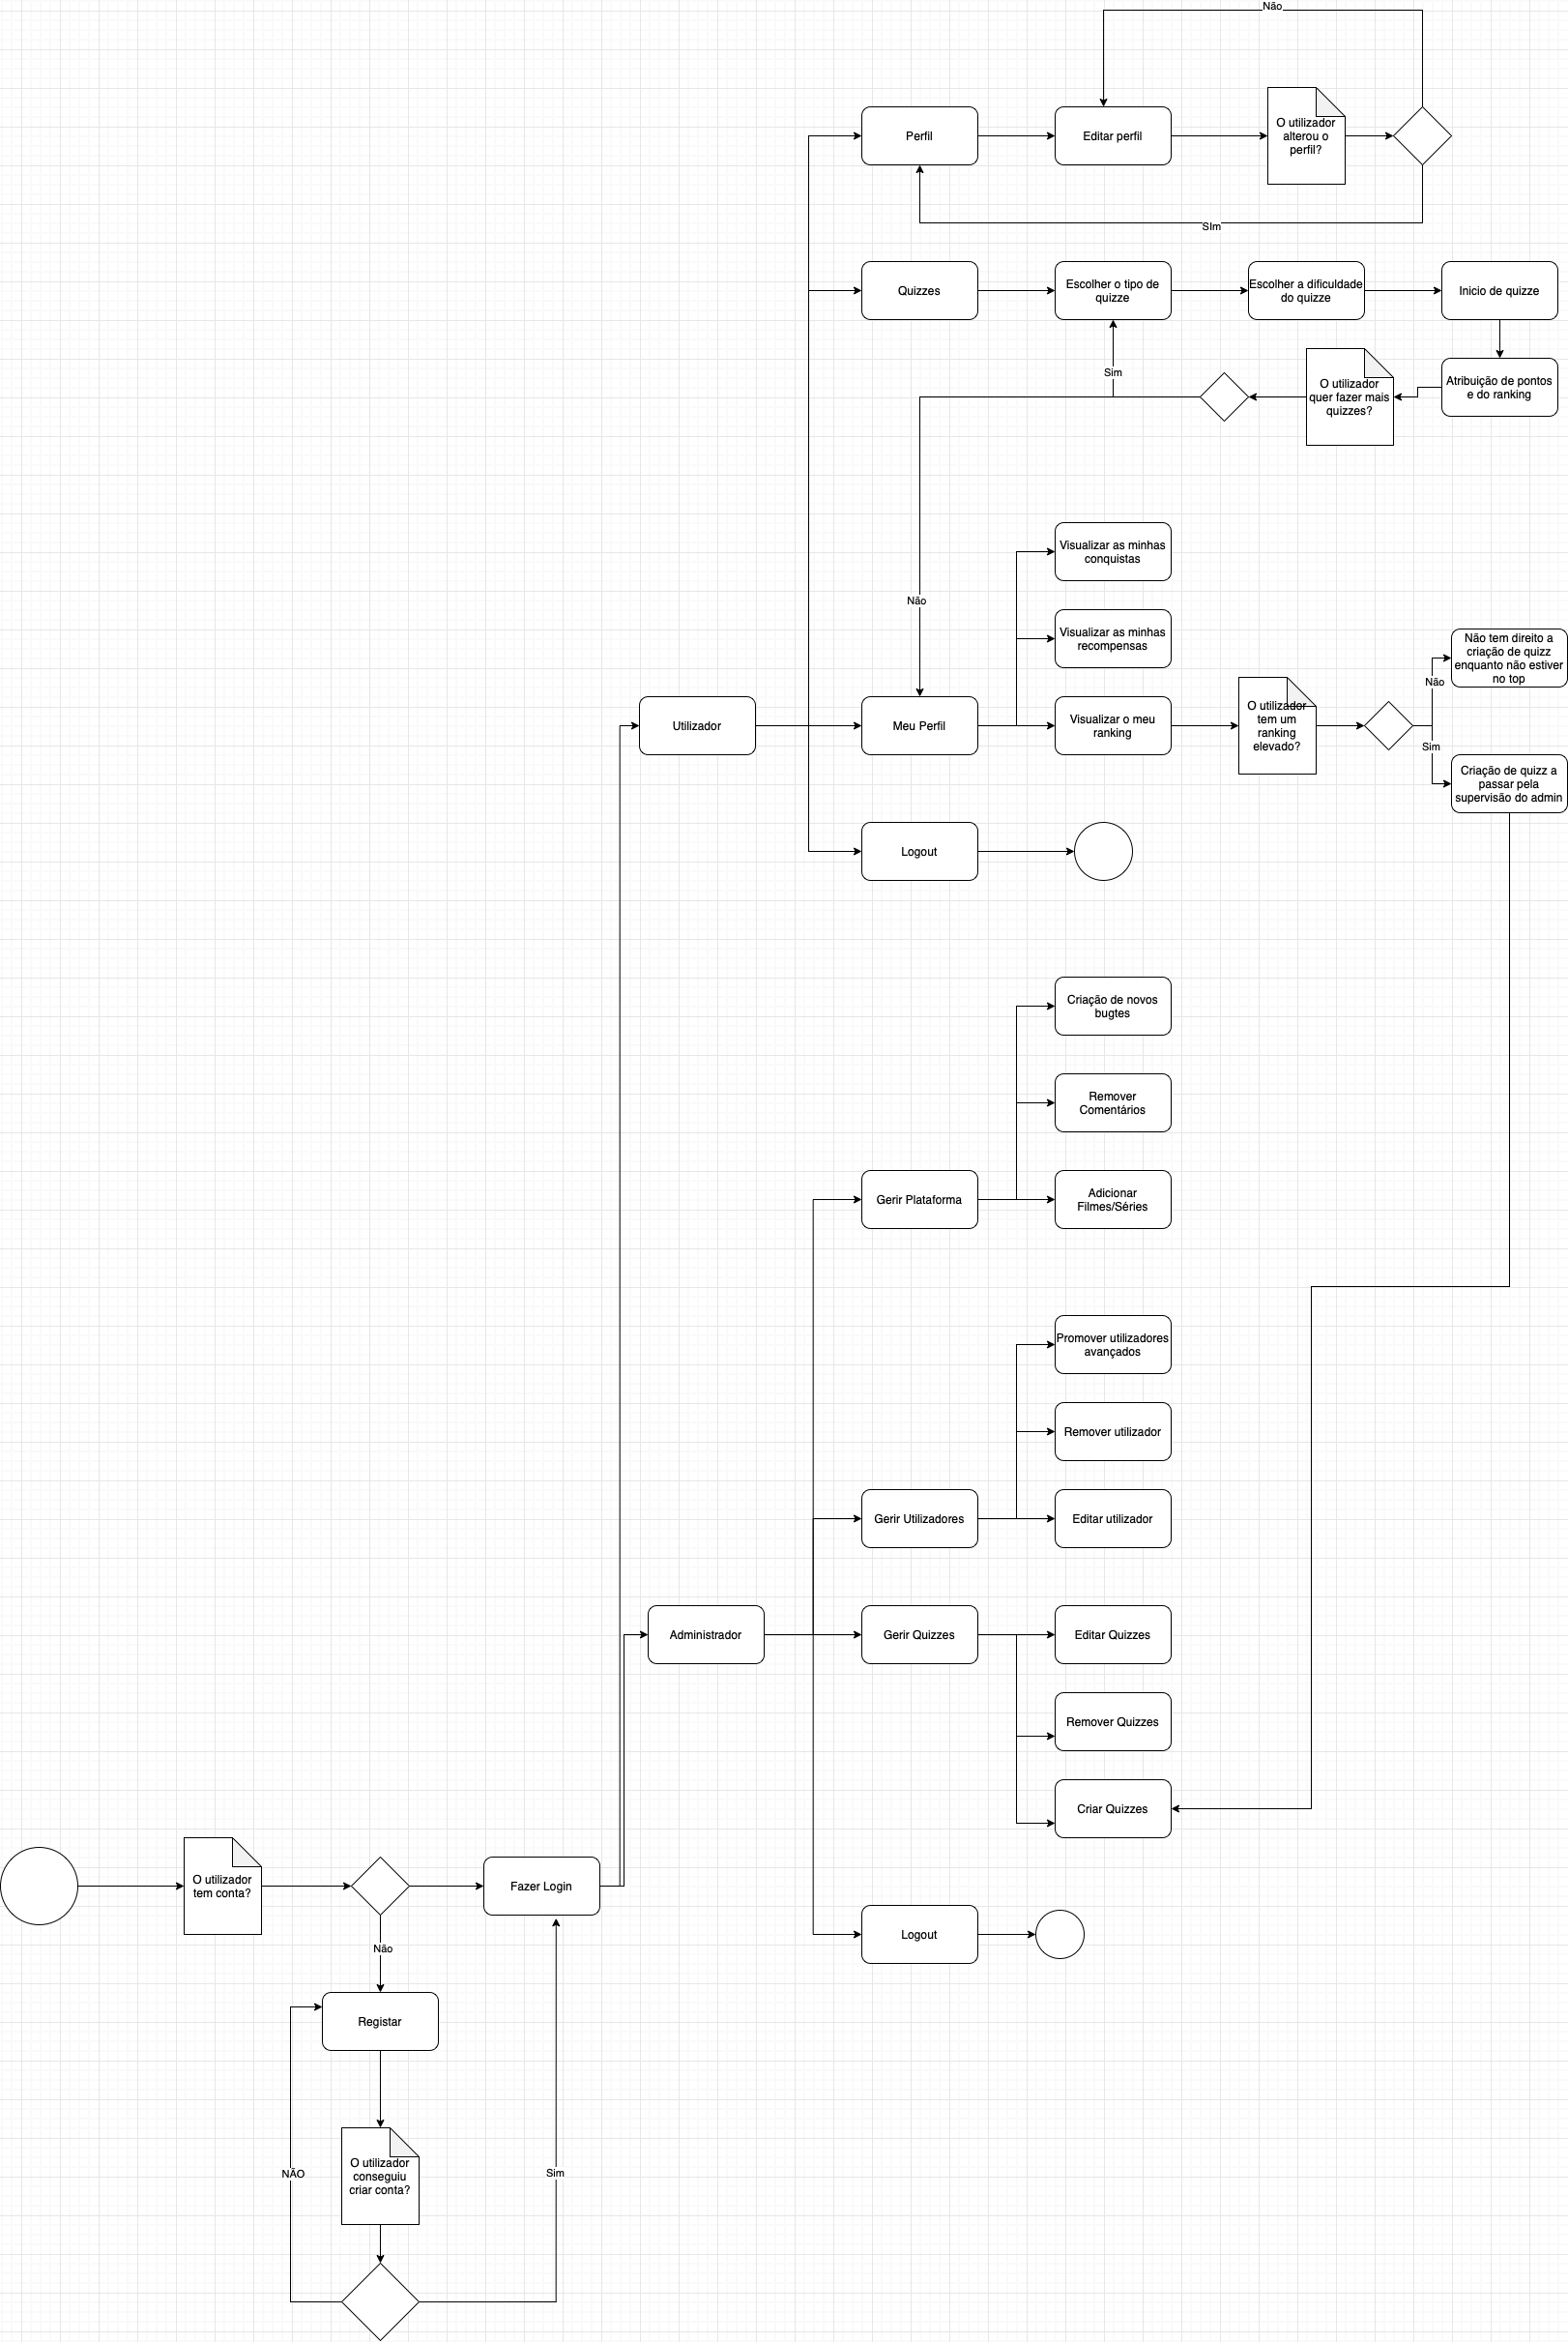 Não
Perfil
Editar perfil
O utilizador
alterou o
perfil?
SIm
Quizzes
Escolher o tipo de
quizze
Escolher a dificuldade
do quizze
Inicio de quizze
Sim
O utilizador
quer fazer mais
quizzes?
Atribuição de pontos
e do ranking
Visualizar as minhas
conquistas
Não
Visualizar as minhas
recompensas
Não tem direito a
criação de quizz
enquanto não estiver
no top
Não
Utilizador
Meu Perfil
Visualizar o meu
ranking
O utilizador
tem um
ranking
elevado?
Sim
Criação de quizz a
passar pela
supervisão do admin
Logout
Criação de novos
bugtes
Remover
Comentários
Gerir Plataforma
Adicionar
Filmes/Séries
Promover utilizadores
avançados
Remover utilizador
Gerir Utilizadores
Editar utilizador
Administrador
Gerir Quizzes
Editar Quizzes
Remover Quizzes
Criar Quizzes
O utilizador
tem conta?
Fazer Login
Logout
Não
Registar
O utilizador
conseguiu
criar conta?
NÃO
Sim